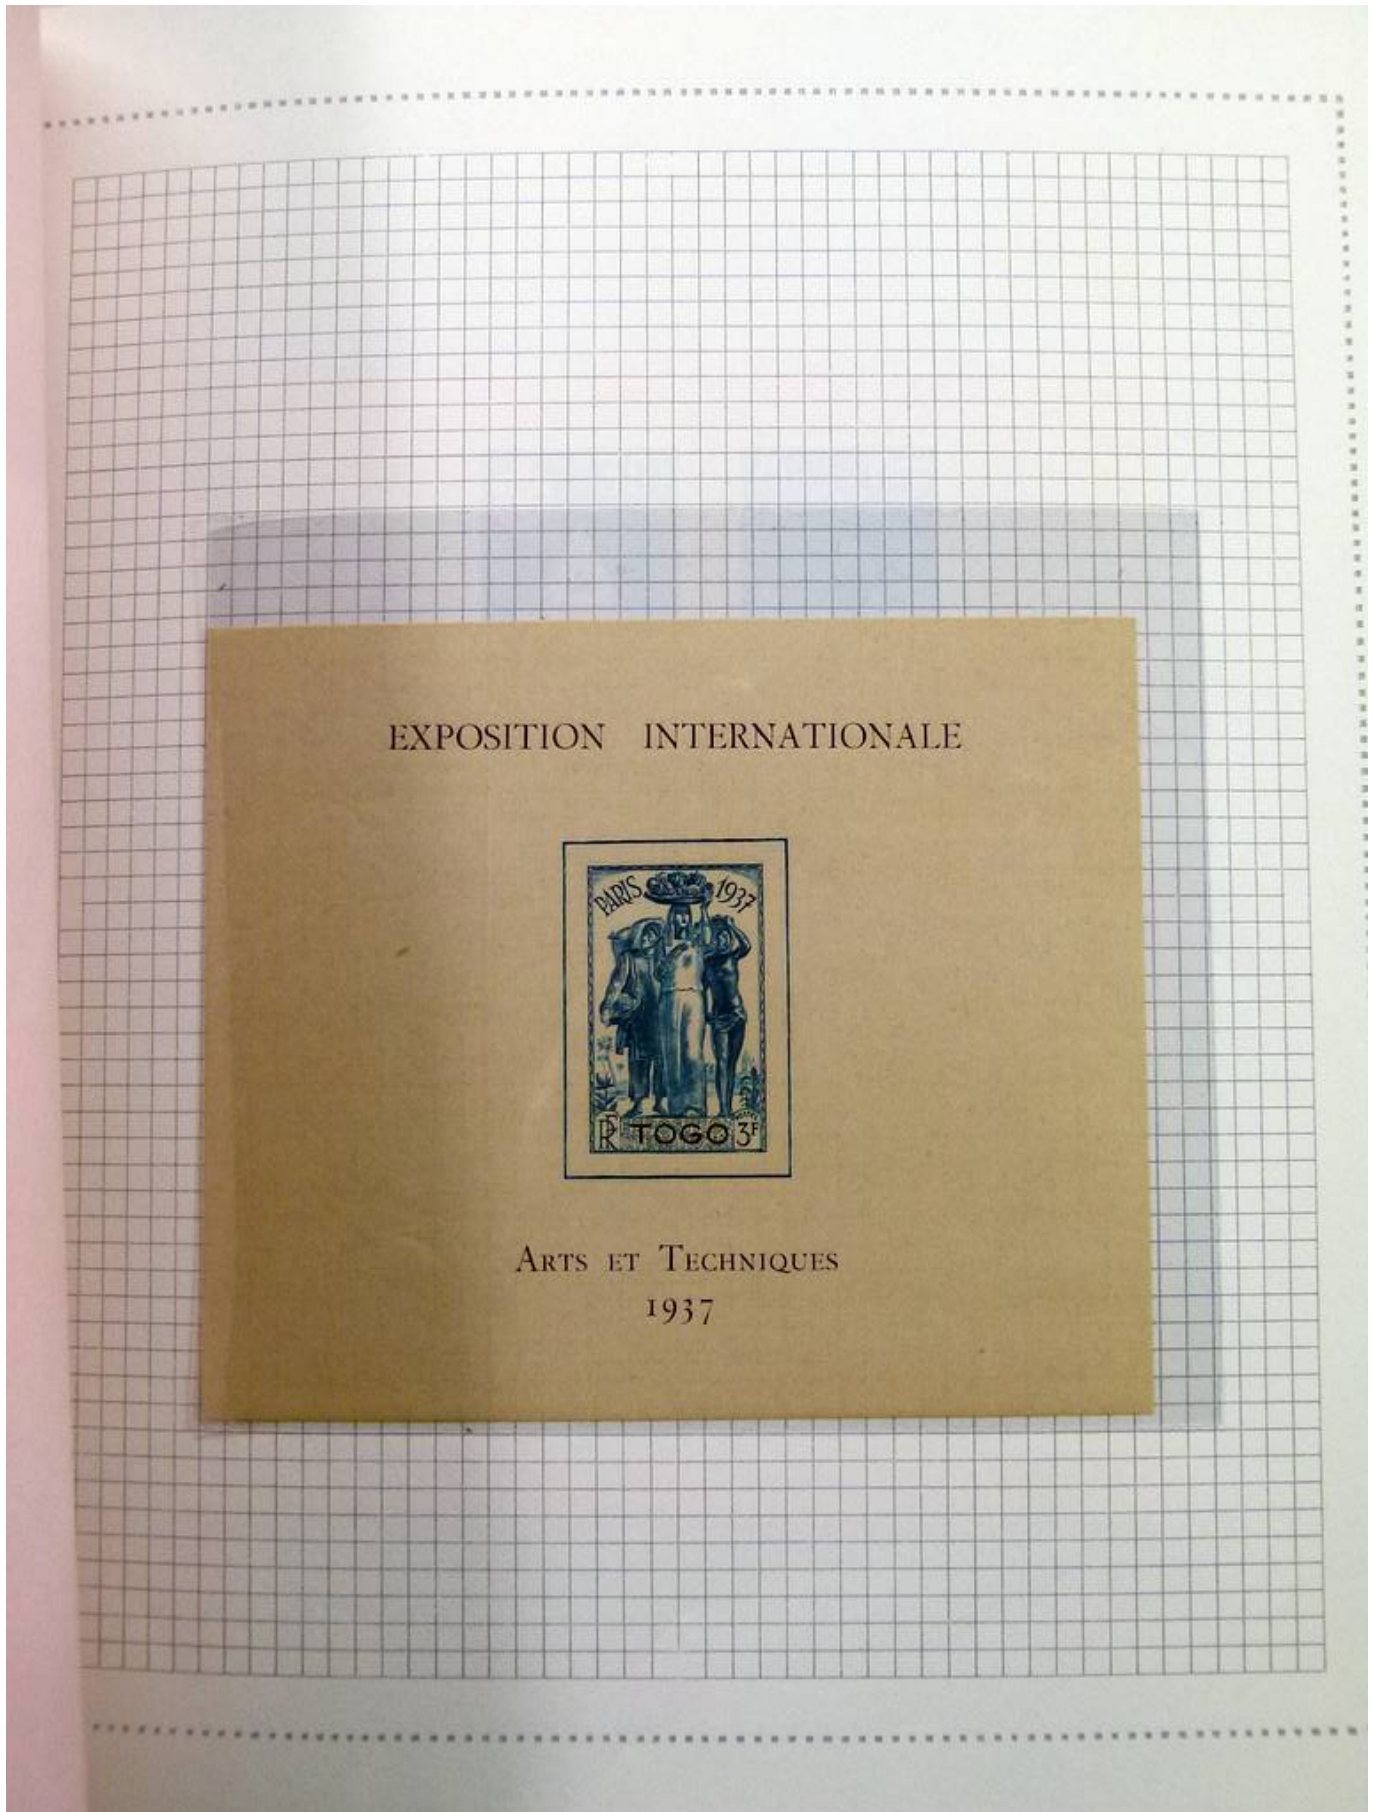 EXPOSITION INTERNATIONALE
PARIS 1937
RF TOGO 3F
ARTS ET TECHNIQUES
1937